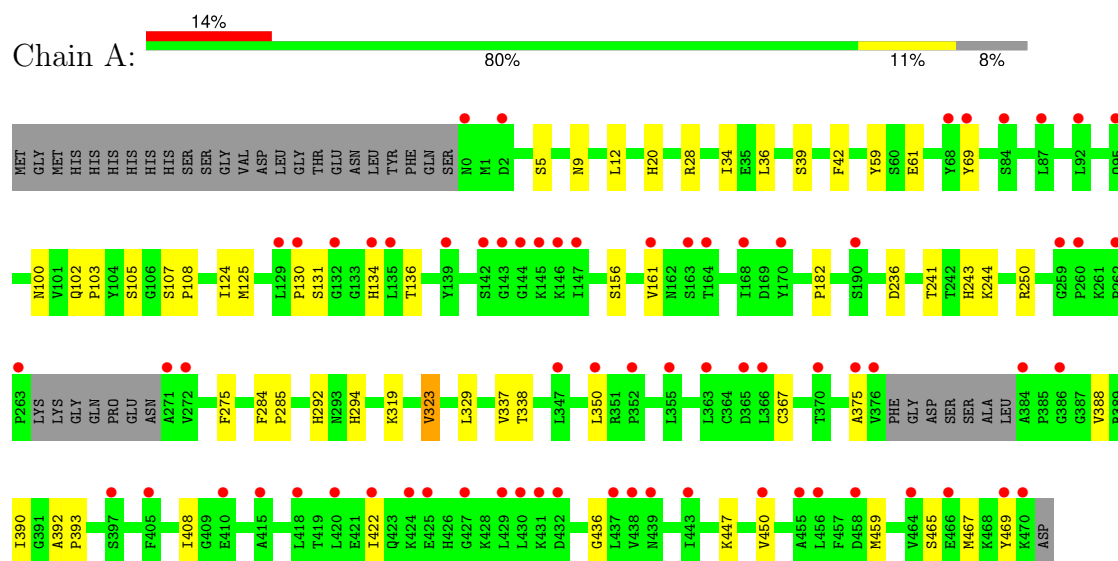 Chain A:
14%
80%
11%
8%
MET GLY MET HIS HIS HIS HIS HIS HIS SER SER GLY VAL ASP LEU GLY THR GLU ASN LEU TYR PHE GLN SER N0 M1 D2 S5 N9 L12 H20 R28 I34 E35 L36 S39 F42 Y59 S60 E61 Y68 Y69 S84 L87 L92
N100 V101 Q102 P103 Y104 S105 G106 S107 P108 I124 M125 L129 P130 S131 G132 G133 H134 L135 T136 Y139 S142 G143 G144 K145 K146 I147 S156 V161 N162 S163 T164 I168 D169 Y170 P182 S190 D236 T241 T242 H243 K244 R250 G259 P260 K261
P263 LYS LYS GLY GLN PRO GLU ASN A271 V272 F275 F284 P285 H292 N293 H294 K319 V323 L329 V337 T338 L347 L350 R351 P352 L355 L363 C364 D365 L366 C367 T370 A375 V376 PHE GLY ASP SER SER ALA LEU A384 P385 G386 G387 V388
I390 G391 A392 P393 S397 F405 I408 G409 E410 A415 L418 T419 L420 E421 I422 Q423 K424 E425 H426 G427 K428 L429 L430 K431 D432 G436 L437 V438 N439 I443 K447 V450 A455 L456 F457 D458 M459 V464 S465 E466 M467 K468 Y469 K470 ASP